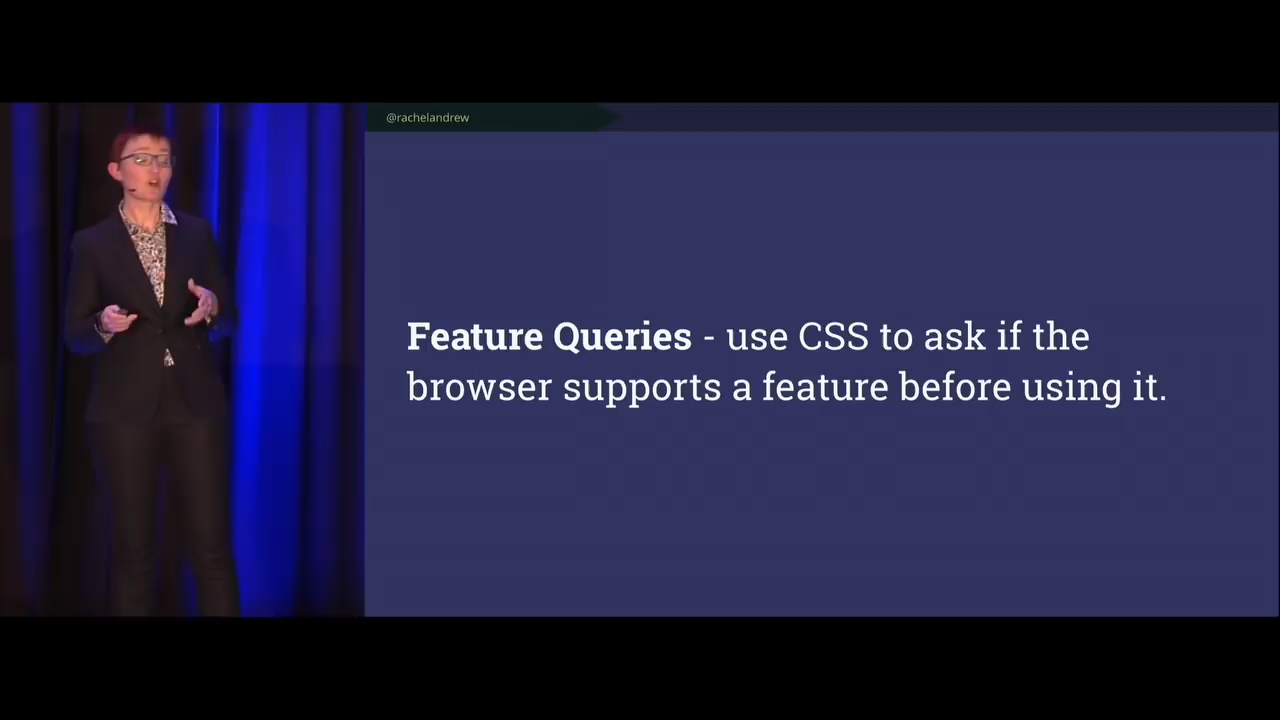 @rachelandrew
Feature Queries - use CSS to ask if the
browser supports a feature before using it.